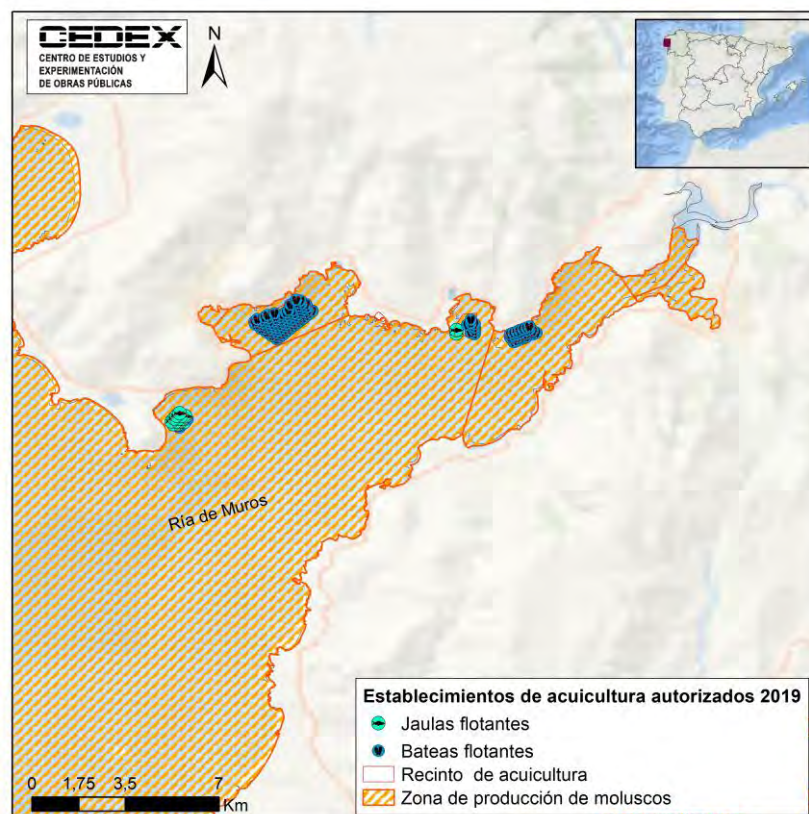 CEDEX
CENTRO DE ESTUDIOS Y
EXPERIMENTACIÓN
DE OBRAS PÚBLICAS
N
Ría de Muros
Establecimientos de acuicultura autorizados 2019
Jaulas flotantes
Bateas flotantes
Recinto de acuicultura
Zona de producción de moluscos
0 1,75 3,5 7
Km